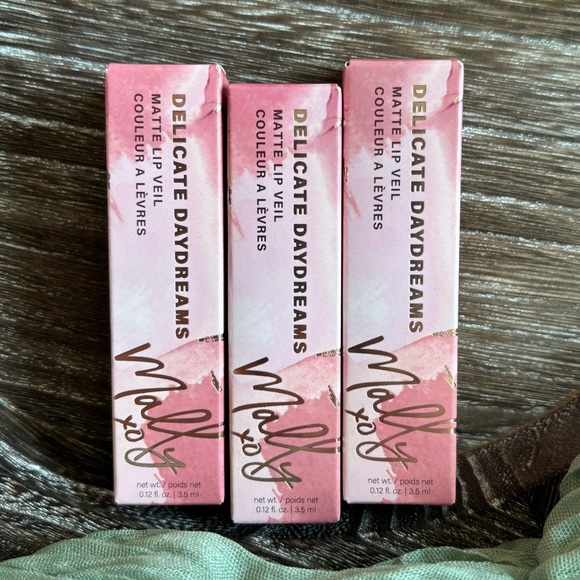 DELICATE DAYDREAMS
MATTE LIP VEIL
COULEUR A LÈVRES
Mally
xo
net wt. / poids net
0.12 fl. oz. | 3.5 ml
DELICATE DAYDREAMS
MATTE LIP VEIL
COULEUR A LÈVRES
Mally
xo
net wt. / poids net
0.12 fl. oz. | 3.5 ml
DELICATE DAYDREAMS
MATTE LIP VEIL
COULEUR A LÈVRES
Mally
xo
net wt. / poids net
0.12 fl. oz. | 3.5 ml